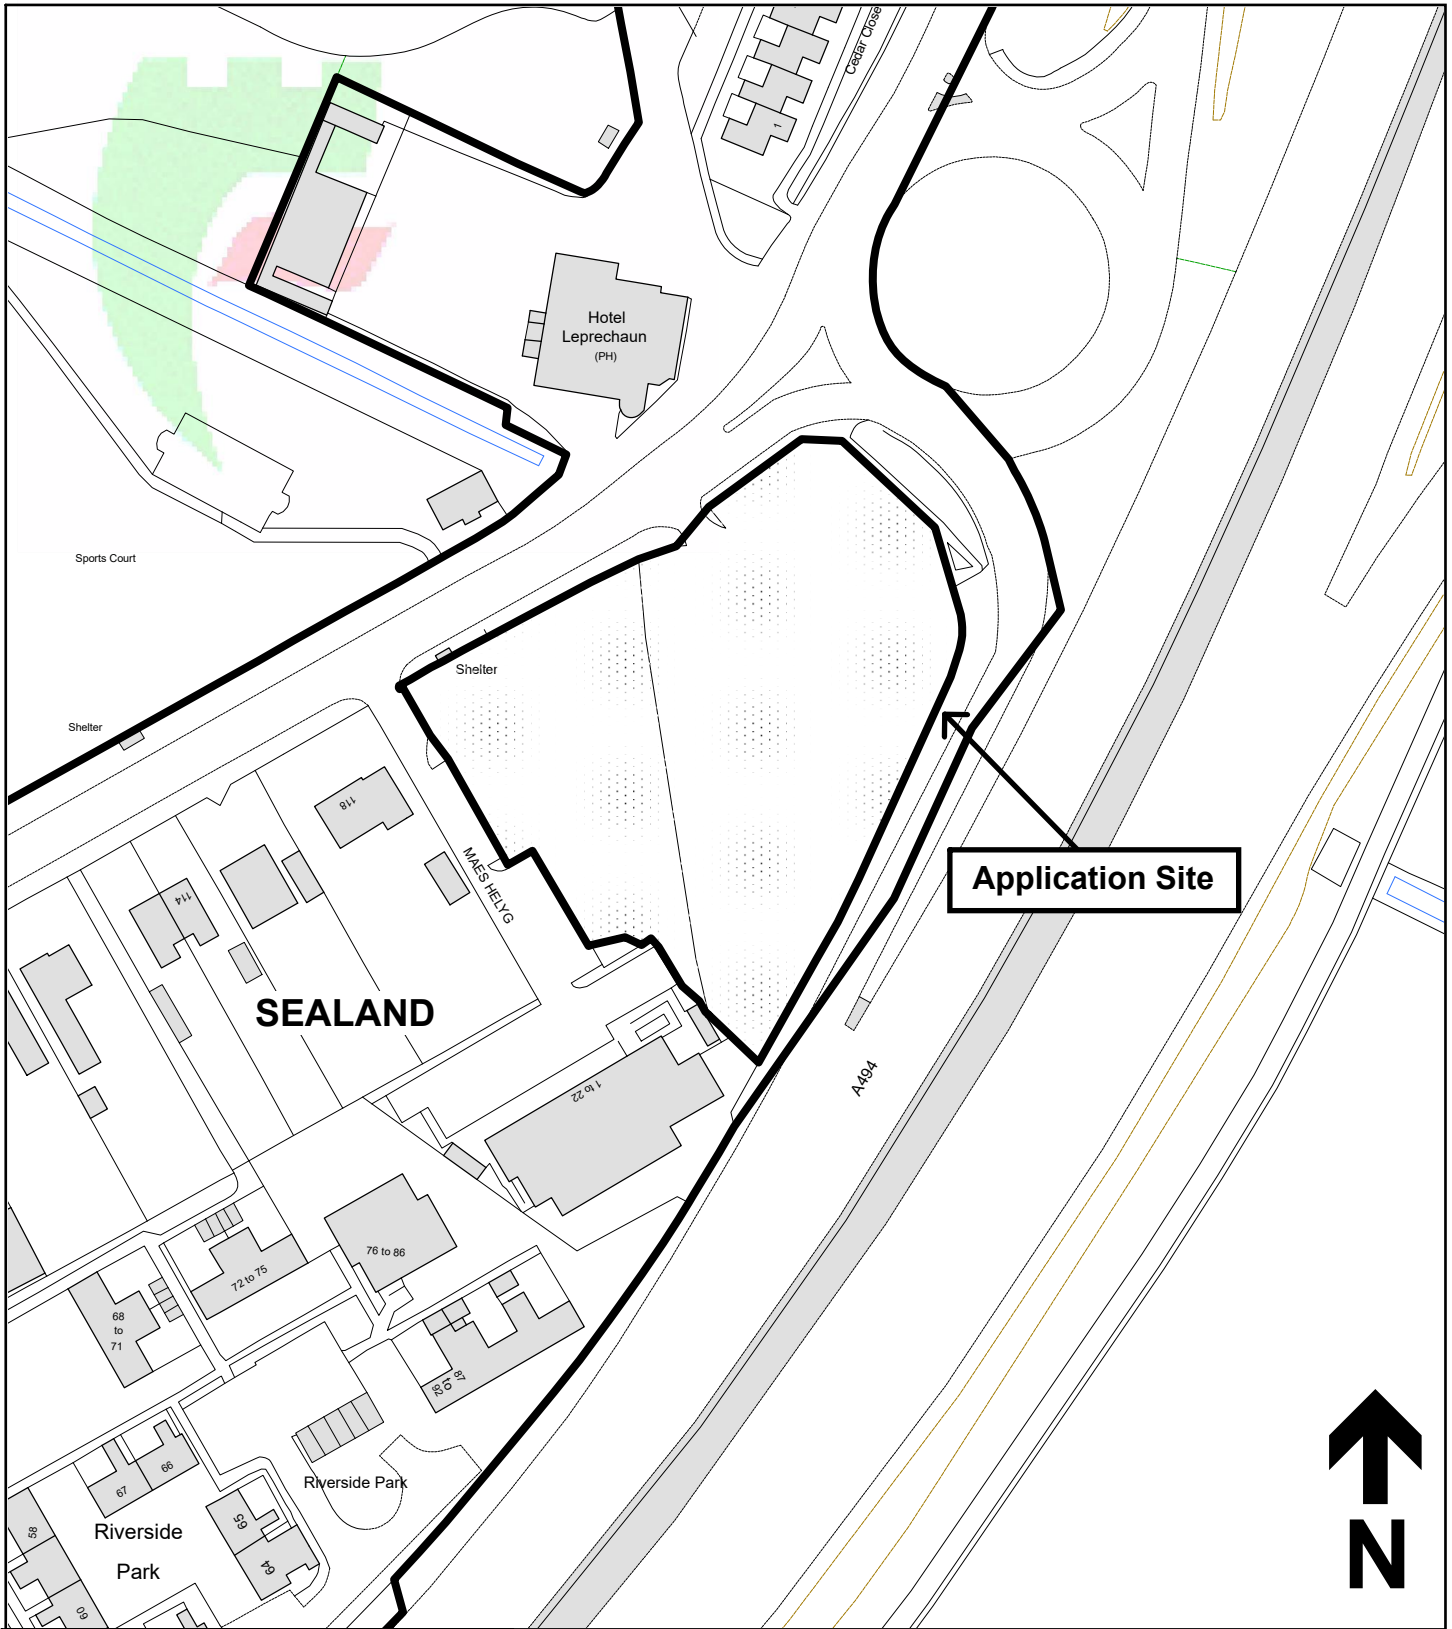 Cedar Close
1
Hotel
Leprechaun
(PH)
Sports Court
Shelter
Shelter
118
MAES HELYG
114
Application Site
SEALAND
A494
1 to 22
76 to 86
72 to 75
68
to
71
87
to
92
Riverside Park
66
67
65
64
58
60
Riverside
Park
N